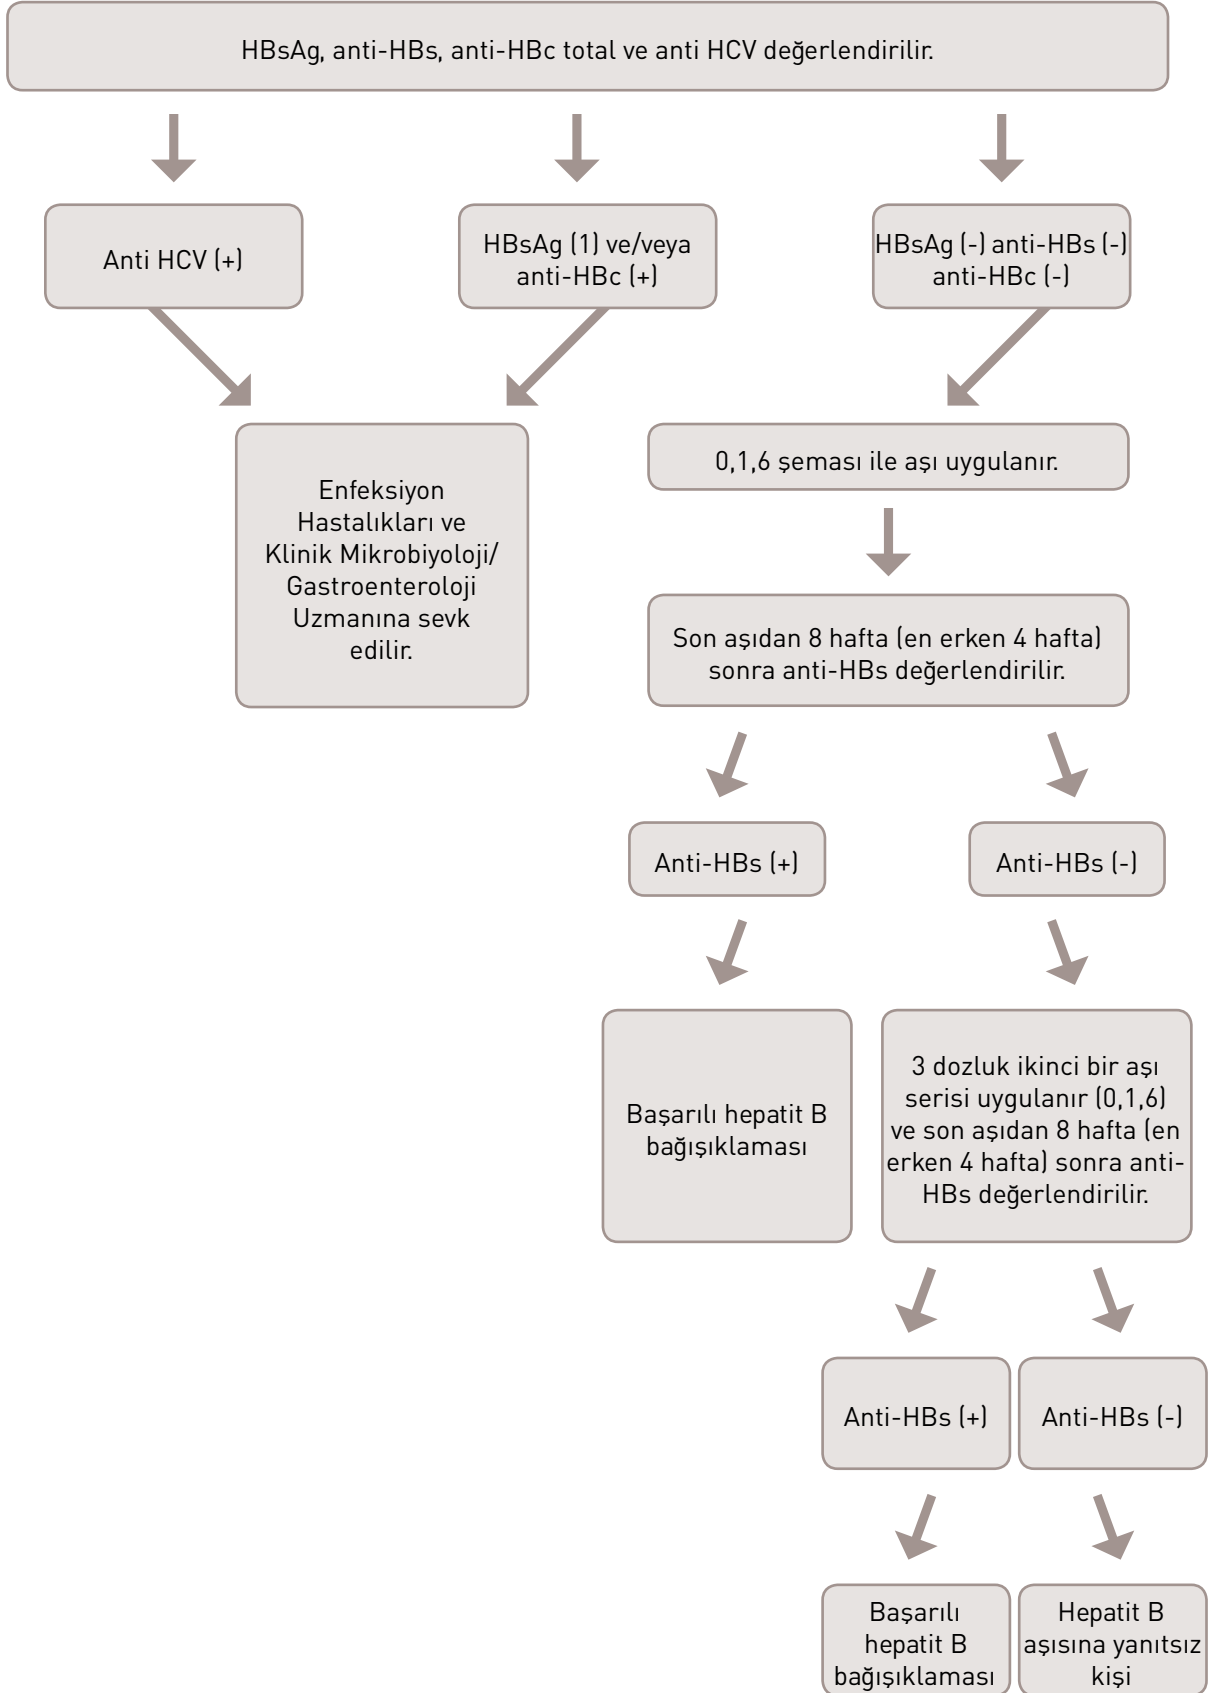 HBsAg, anti-HBs, anti-HBc total ve anti HCV değerlendirilir.
Anti HCV (+)
HBsAg (1) ve/veya
anti-HBc (+)
HBsAg (-) anti-HBs (-)
anti-HBc (-)
Enfeksiyon
Hastalıkları ve
Klinik Mikrobiyoloji/
Gastroenteroloji
Uzmanına sevk
edilir.
0,1,6 şeması ile aşı uygulanır.
Son aşıdan 8 hafta (en erken 4 hafta)
sonra anti-HBs değerlendirilir.
Anti-HBs (+)
Anti-HBs (-)
Başarılı hepatit B
bağışıklaması
3 dozluk ikinci bir aşı
serisi uygulanır (0,1,6)
ve son aşıdan 8 hafta (en
erken 4 hafta) sonra anti-
HBs değerlendirilir.
Anti-HBs (+)
Anti-HBs (-)
Başarılı
hepatit B
bağışıklaması
Hepatit B
aşısına yanıtsız
kişi